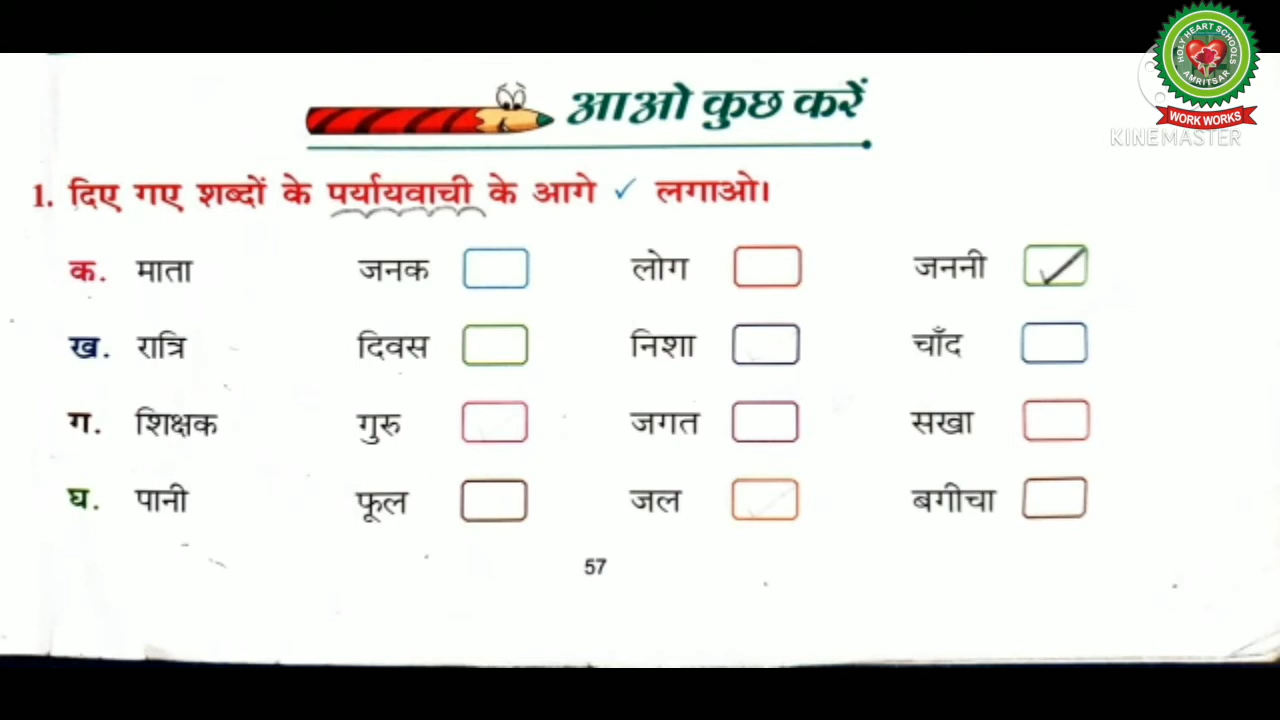 HOLY HEART SCHOOLS
AMRITSAR
WORK WORKS
KINEMASTER
आओ कुछ करें
1. दिए गए शब्दों के पर्यायवाची के आगे ✓ लगाओ।
क. माता जनक लोग जननी ✓
ख. रात्रि दिवस निशा चाँद
ग. शिक्षक गुरु जगत सखा
घ. पानी फूल जल बगीचा
57